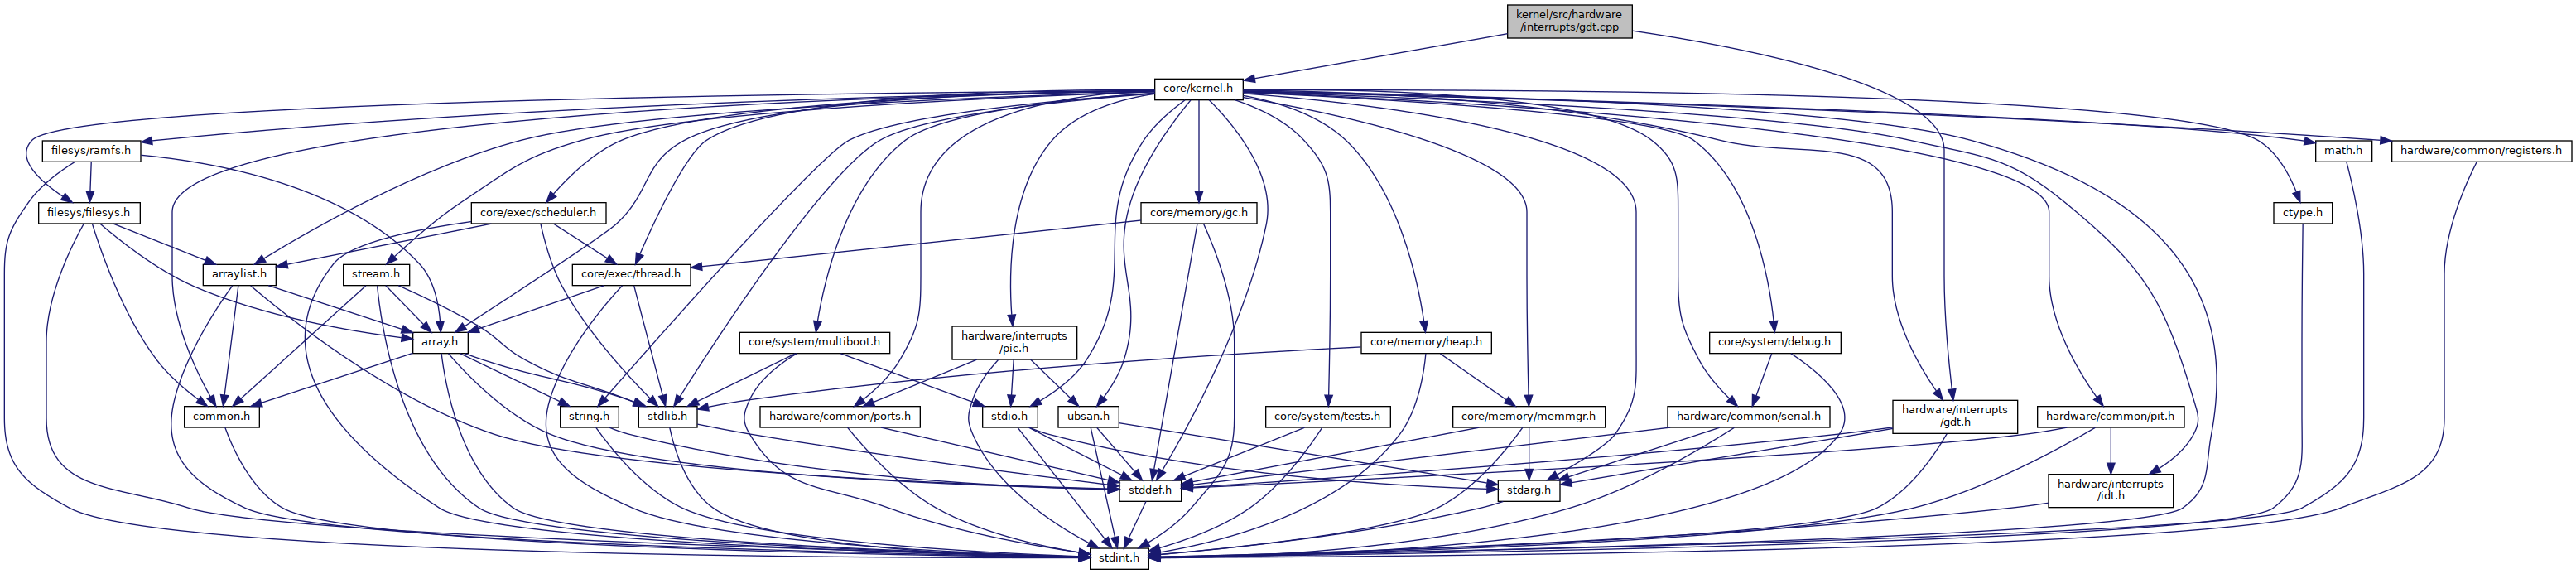 kernel/src/hardware
/interrupts/gdt.cpp
core/kernel.h
filesys/ramfs.h
math.h
hardware/common/registers.h
filesys/filesys.h
core/exec/scheduler.h
core/memory/gc.h
ctype.h
arraylist.h
stream.h
core/exec/thread.h
array.h
core/system/multiboot.h
hardware/interrupts
/pic.h
core/memory/heap.h
core/system/debug.h
common.h
string.h
stdlib.h
hardware/common/ports.h
stdio.h
ubsan.h
core/system/tests.h
core/memory/memmgr.h
hardware/common/serial.h
hardware/interrupts
/gdt.h
hardware/common/pit.h
stddef.h
stdarg.h
hardware/interrupts
/idt.h
stdint.h